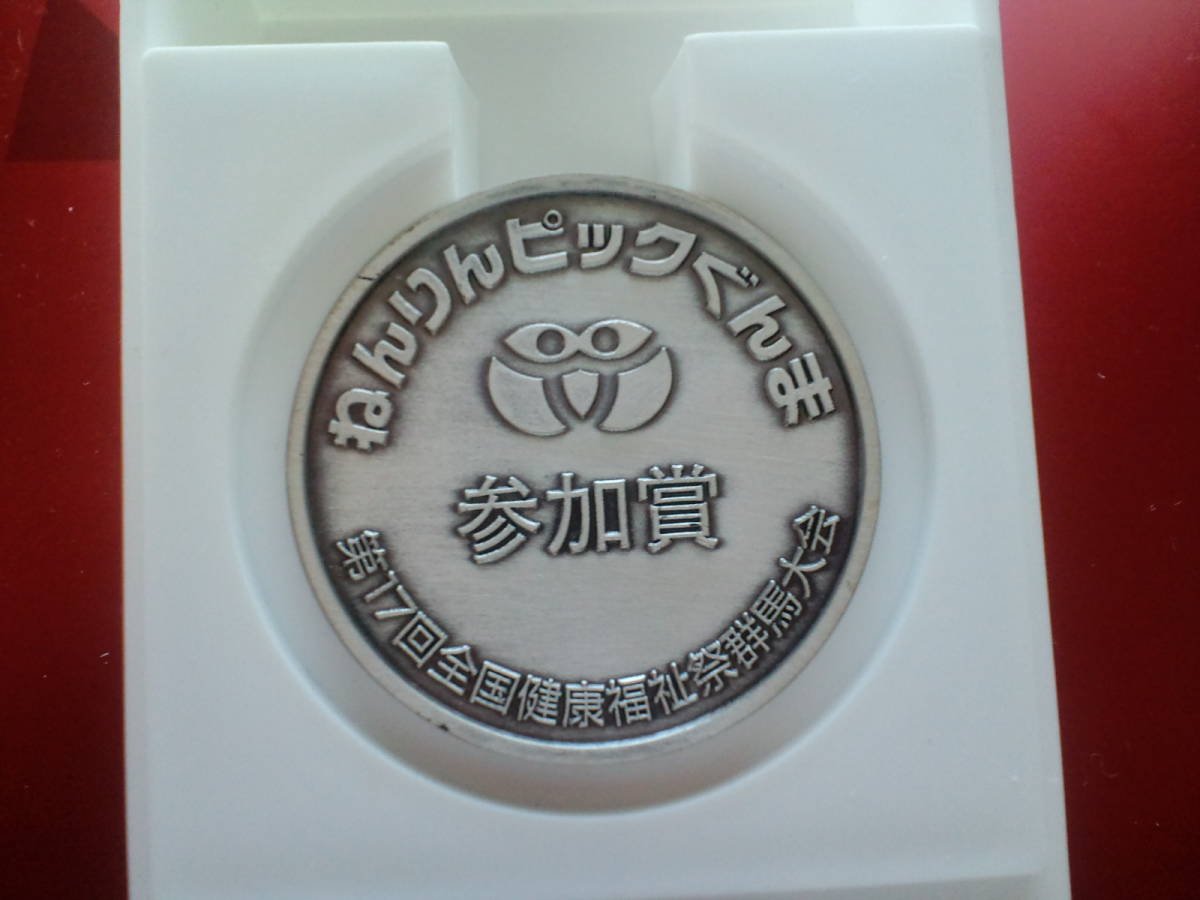 ねんりんピックぐんま
参加賞
第17回全国健康福祉祭群馬大会